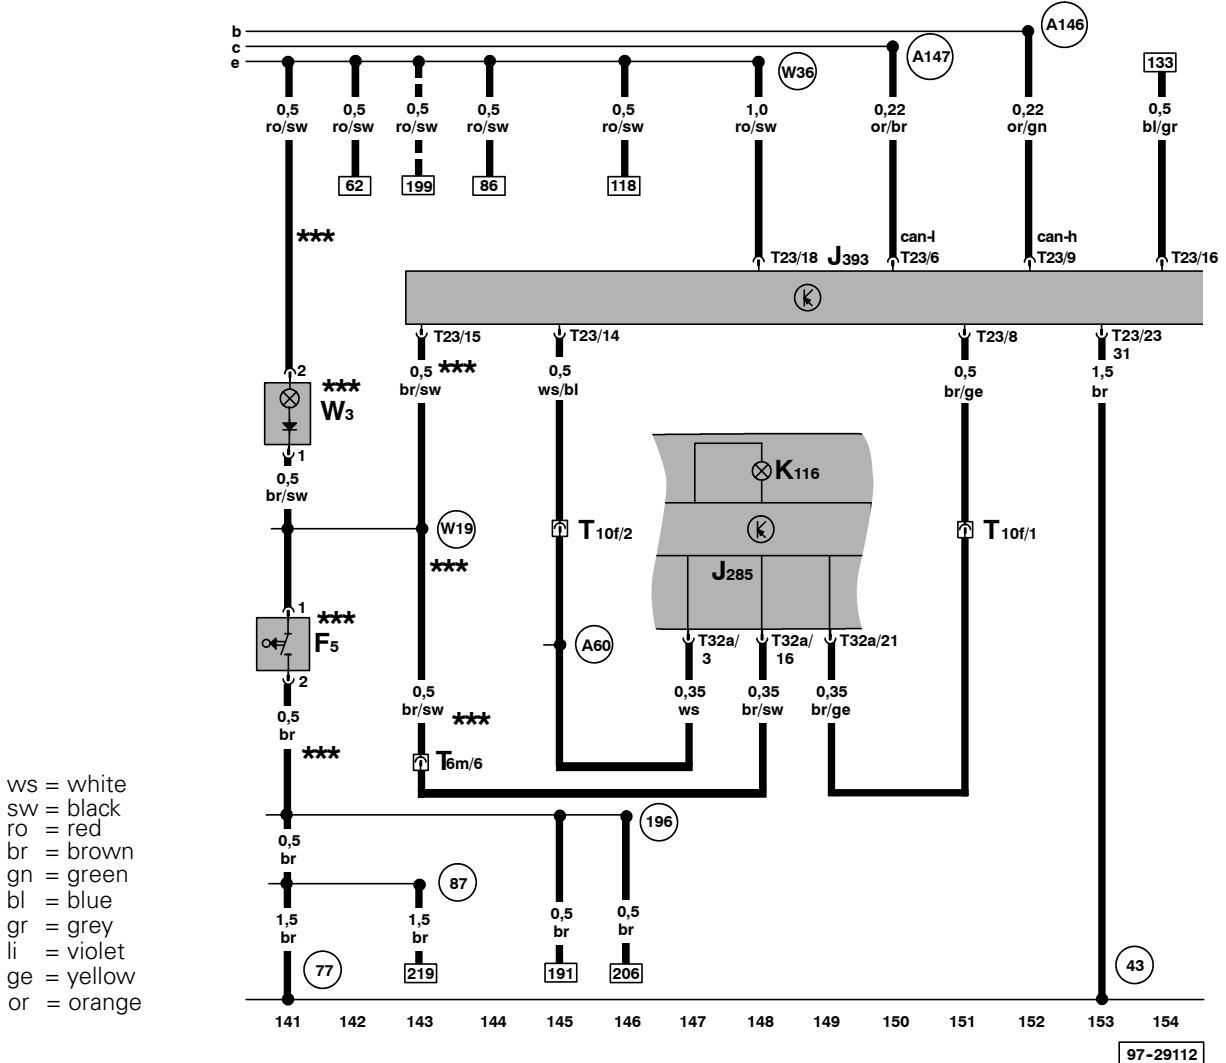 b
A146
c
A147
e
W36
133
0,5
ro/sw
0,5
ro/sw
0,5
ro/sw
0,5
ro/sw
0,5
ro/sw
1,0
ro/sw
0,22
or/br
0,22
or/gn
0,5
bl/gr
62
199
86
118
***
can-l
can-h
T23/18
J393
T23/6
T23/9
T23/16
T23/15
T23/14
T23/8
T23/23
31
2
***
W3
1
0,5
br/sw
***
0,5
ws/bl
0,5
br/ge
1,5
br
K116
0,5
br/sw
W19
T10f/2
T10f/1
***
J285
1
***
F5
2
A60
T32a/
3
T32a/
16
T32a/21
0,5
br
0,5
br/sw
***
0,35
ws
0,35
br/sw
0,35
br/ge
***
T6m/6
ws = white
sw = black
ro = red
br = brown
gn = green
bl = blue
gr = grey
li = violet
ge = yellow
or = orange
196
0,5
br
87
1,5
br
1,5
br
0,5
br
0,5
br
77
219
191
206
43
141 142 143 144 145 146 147 148 149 150 151 152 153 154
97-29112